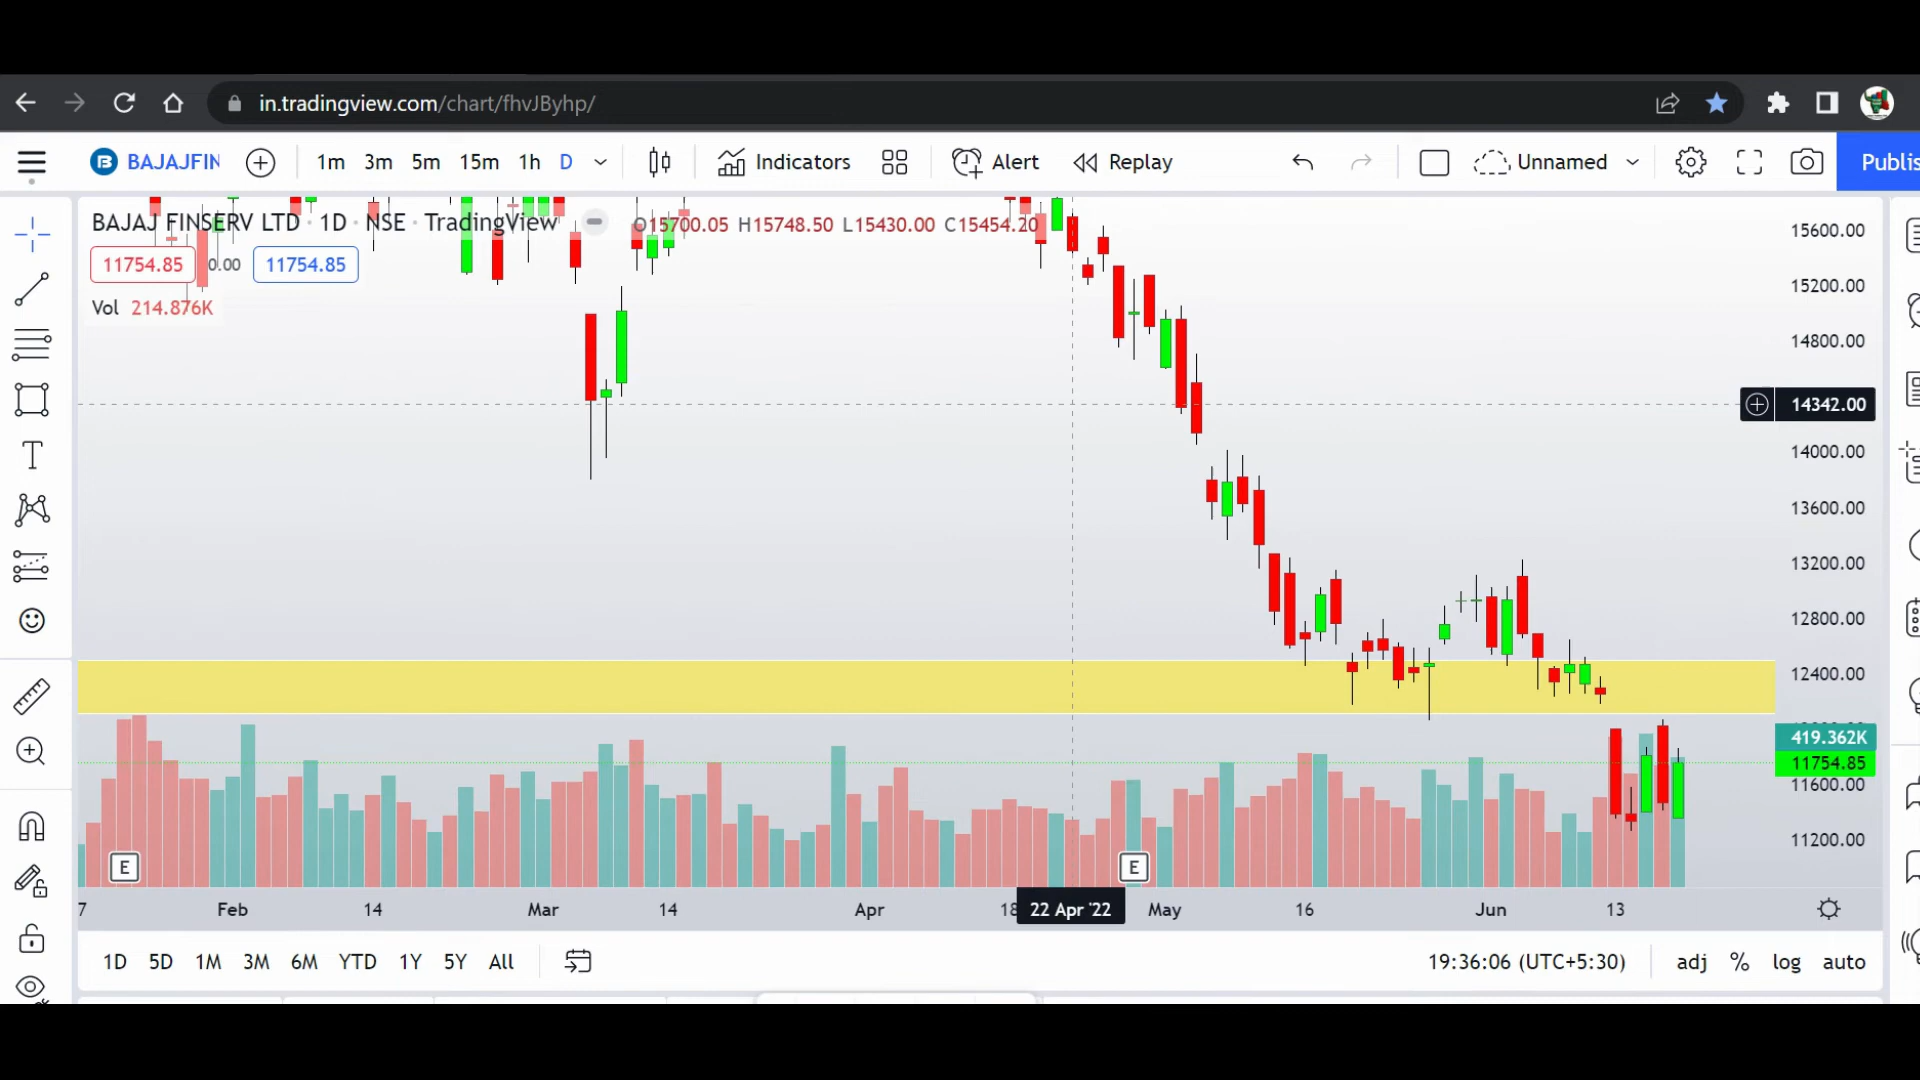 in.tradingview.com/chart/fhvJByhp/
BAJAJFIN 1m 3m 5m 15m 1h D Indicators Alert Replay Unnamed Publis
BAJAJ FINSERV LTD · 1D · NSE · TradingView O15700.05 H15748.50 L15430.00 C15454.20
11754.85 0.00 11754.85
Vol 214.876K
15600.00
15200.00
14800.00
14342.00
14000.00
13600.00
13200.00
12800.00
12400.00
419.362K
11754.85
11600.00
11200.00
E E
7 Feb 14 Mar 14 Apr 18 22 Apr '22 May 16 Jun 13
1D 5D 1M 3M 6M YTD 1Y 5Y All 19:36:06 (UTC+5:30) adj % log auto